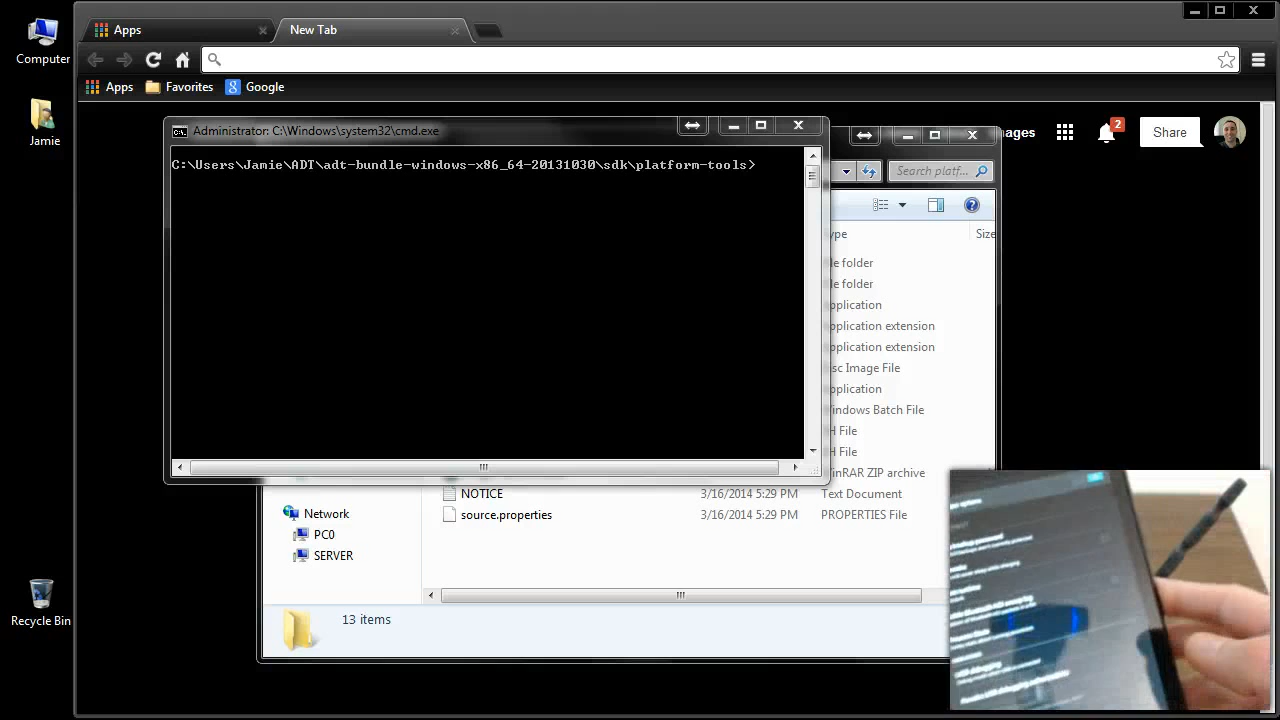 Computer
Jamie
Recycle Bin
Apps
New Tab
Apps
Favorites
Google
Administrator: C:\Windows\system32\cmd.exe
C:\Users\Jamie\ADT\adt-bundle-windows-x86_64-20131030\sdk\platform-tools>
ages
2
Share
Search platf...
ype
Size
le folder
le folder
pplication
pplication extension
pplication extension
sc Image File
pplication
indows Batch File
H File
H File
inRAR ZIP archive
NOTICE 3/16/2014 5:29 PM Text Document
source.properties 3/16/2014 5:29 PM PROPERTIES File
Network
PC0
SERVER
13 items